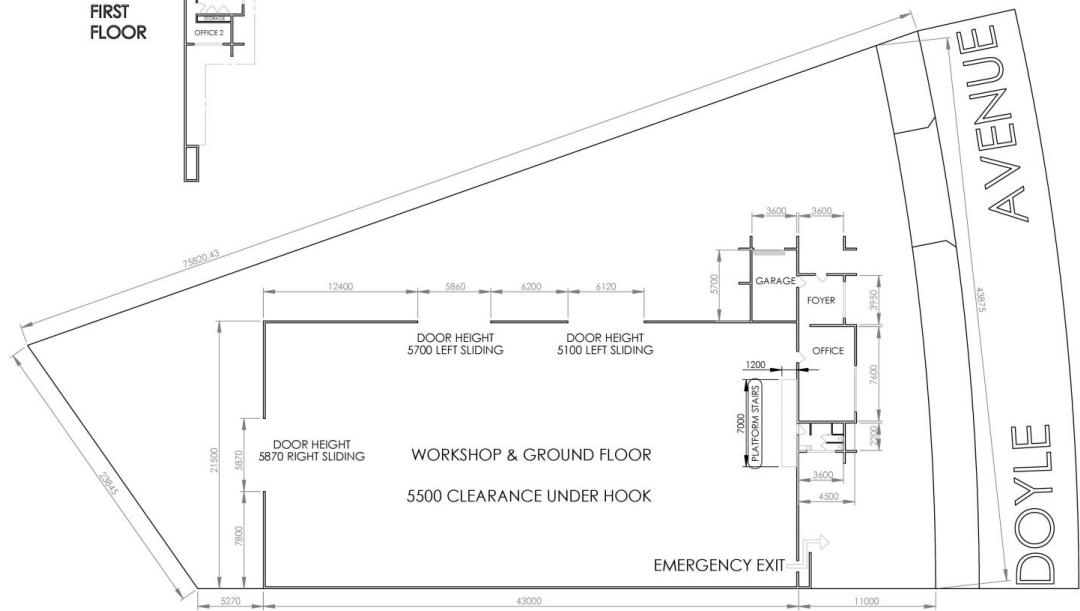 FIRST
FLOOR
STORAGE
OFFICE 2
DOYLE AVENUE
75820.43
23845
43875
3600
3600
5700
GARAGE
FOYER
3950
12400
5860
6200
6120
DOOR HEIGHT
5700 LEFT SLIDING
DOOR HEIGHT
5100 LEFT SLIDING
OFFICE
1200
7600
7000
PLATFORM STAIRS
21500
DOOR HEIGHT
5870 RIGHT SLIDING
5870
WORKSHOP & GROUND FLOOR
2200
3600
4500
5500 CLEARANCE UNDER HOOK
7800
EMERGENCY EXIT
5270
43000
11000